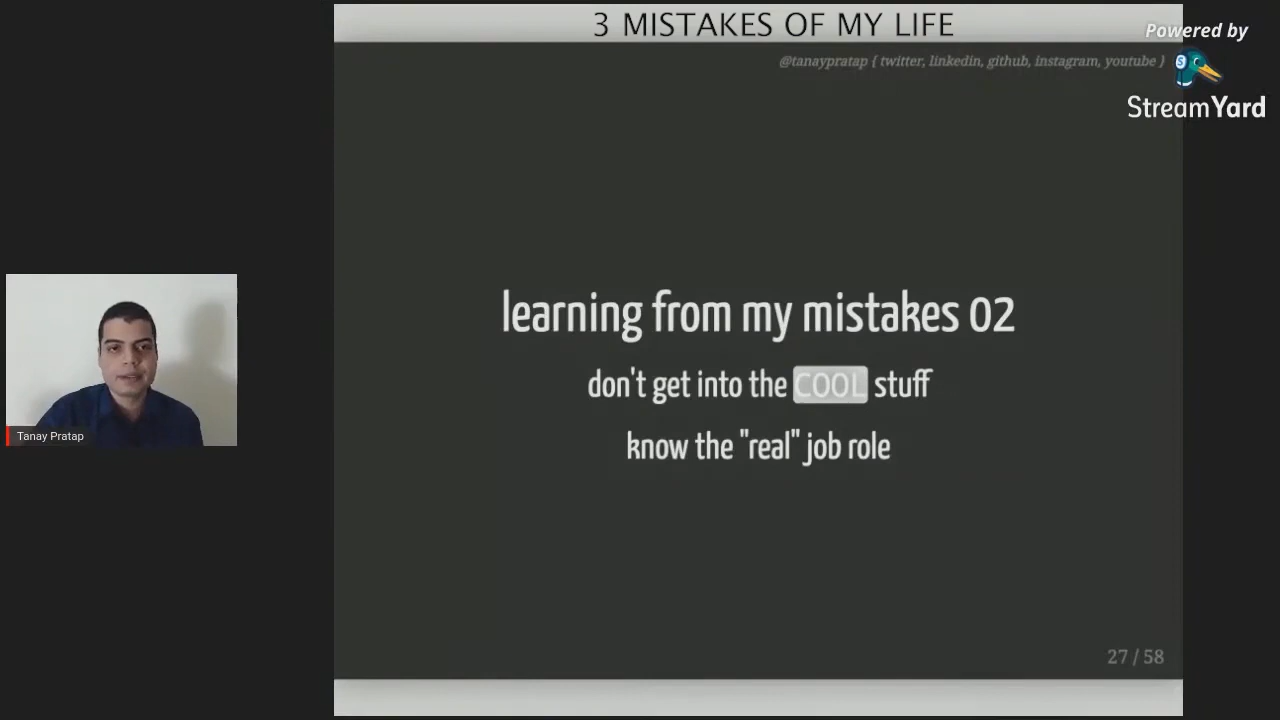 3 MISTAKES OF MY LIFE
Powered by
@tanaypratap { twitter, linkedin, github, instagram, youtube }
S
StreamYard
learning from my mistakes 02
don't get into the COOL stuff
know the "real" job role
Tanay Pratap
27 / 58